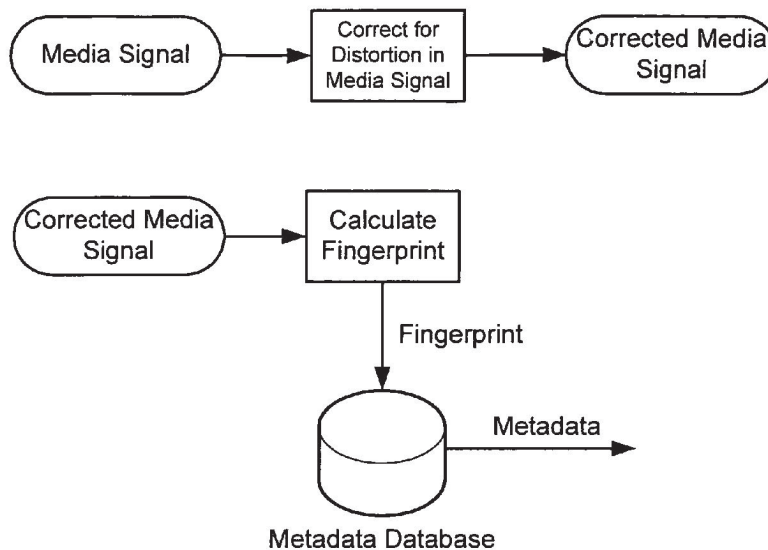 Media Signal
Correct for
Distortion in
Media Signal
Corrected Media
Signal
Corrected Media
Signal
Calculate
Fingerprint
Fingerprint
Metadata
Metadata Database